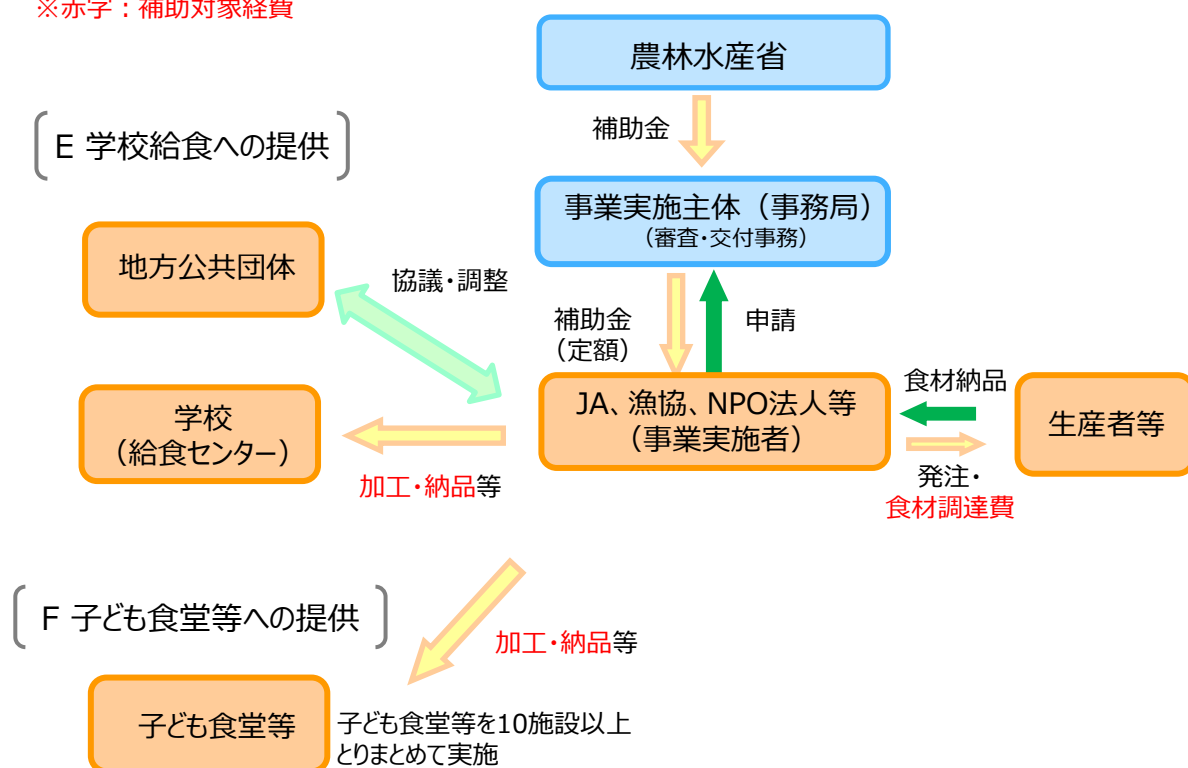 ※赤字：補助対象経費
農林水産省
補助金
E 学校給食への提供
事業実施主体（事務局）
（審査・交付事務）
地方公共団体
協議・調整
補助金
（定額）
申請
JA、漁協、NPO法人等
（事業実施者）
食材納品
生産者等
発注・
食材調達費
学校
（給食センター）
加工・納品等
F 子ども食堂等への提供
加工・納品等
子ども食堂等
子ども食堂等を10施設以上
とりまとめて実施